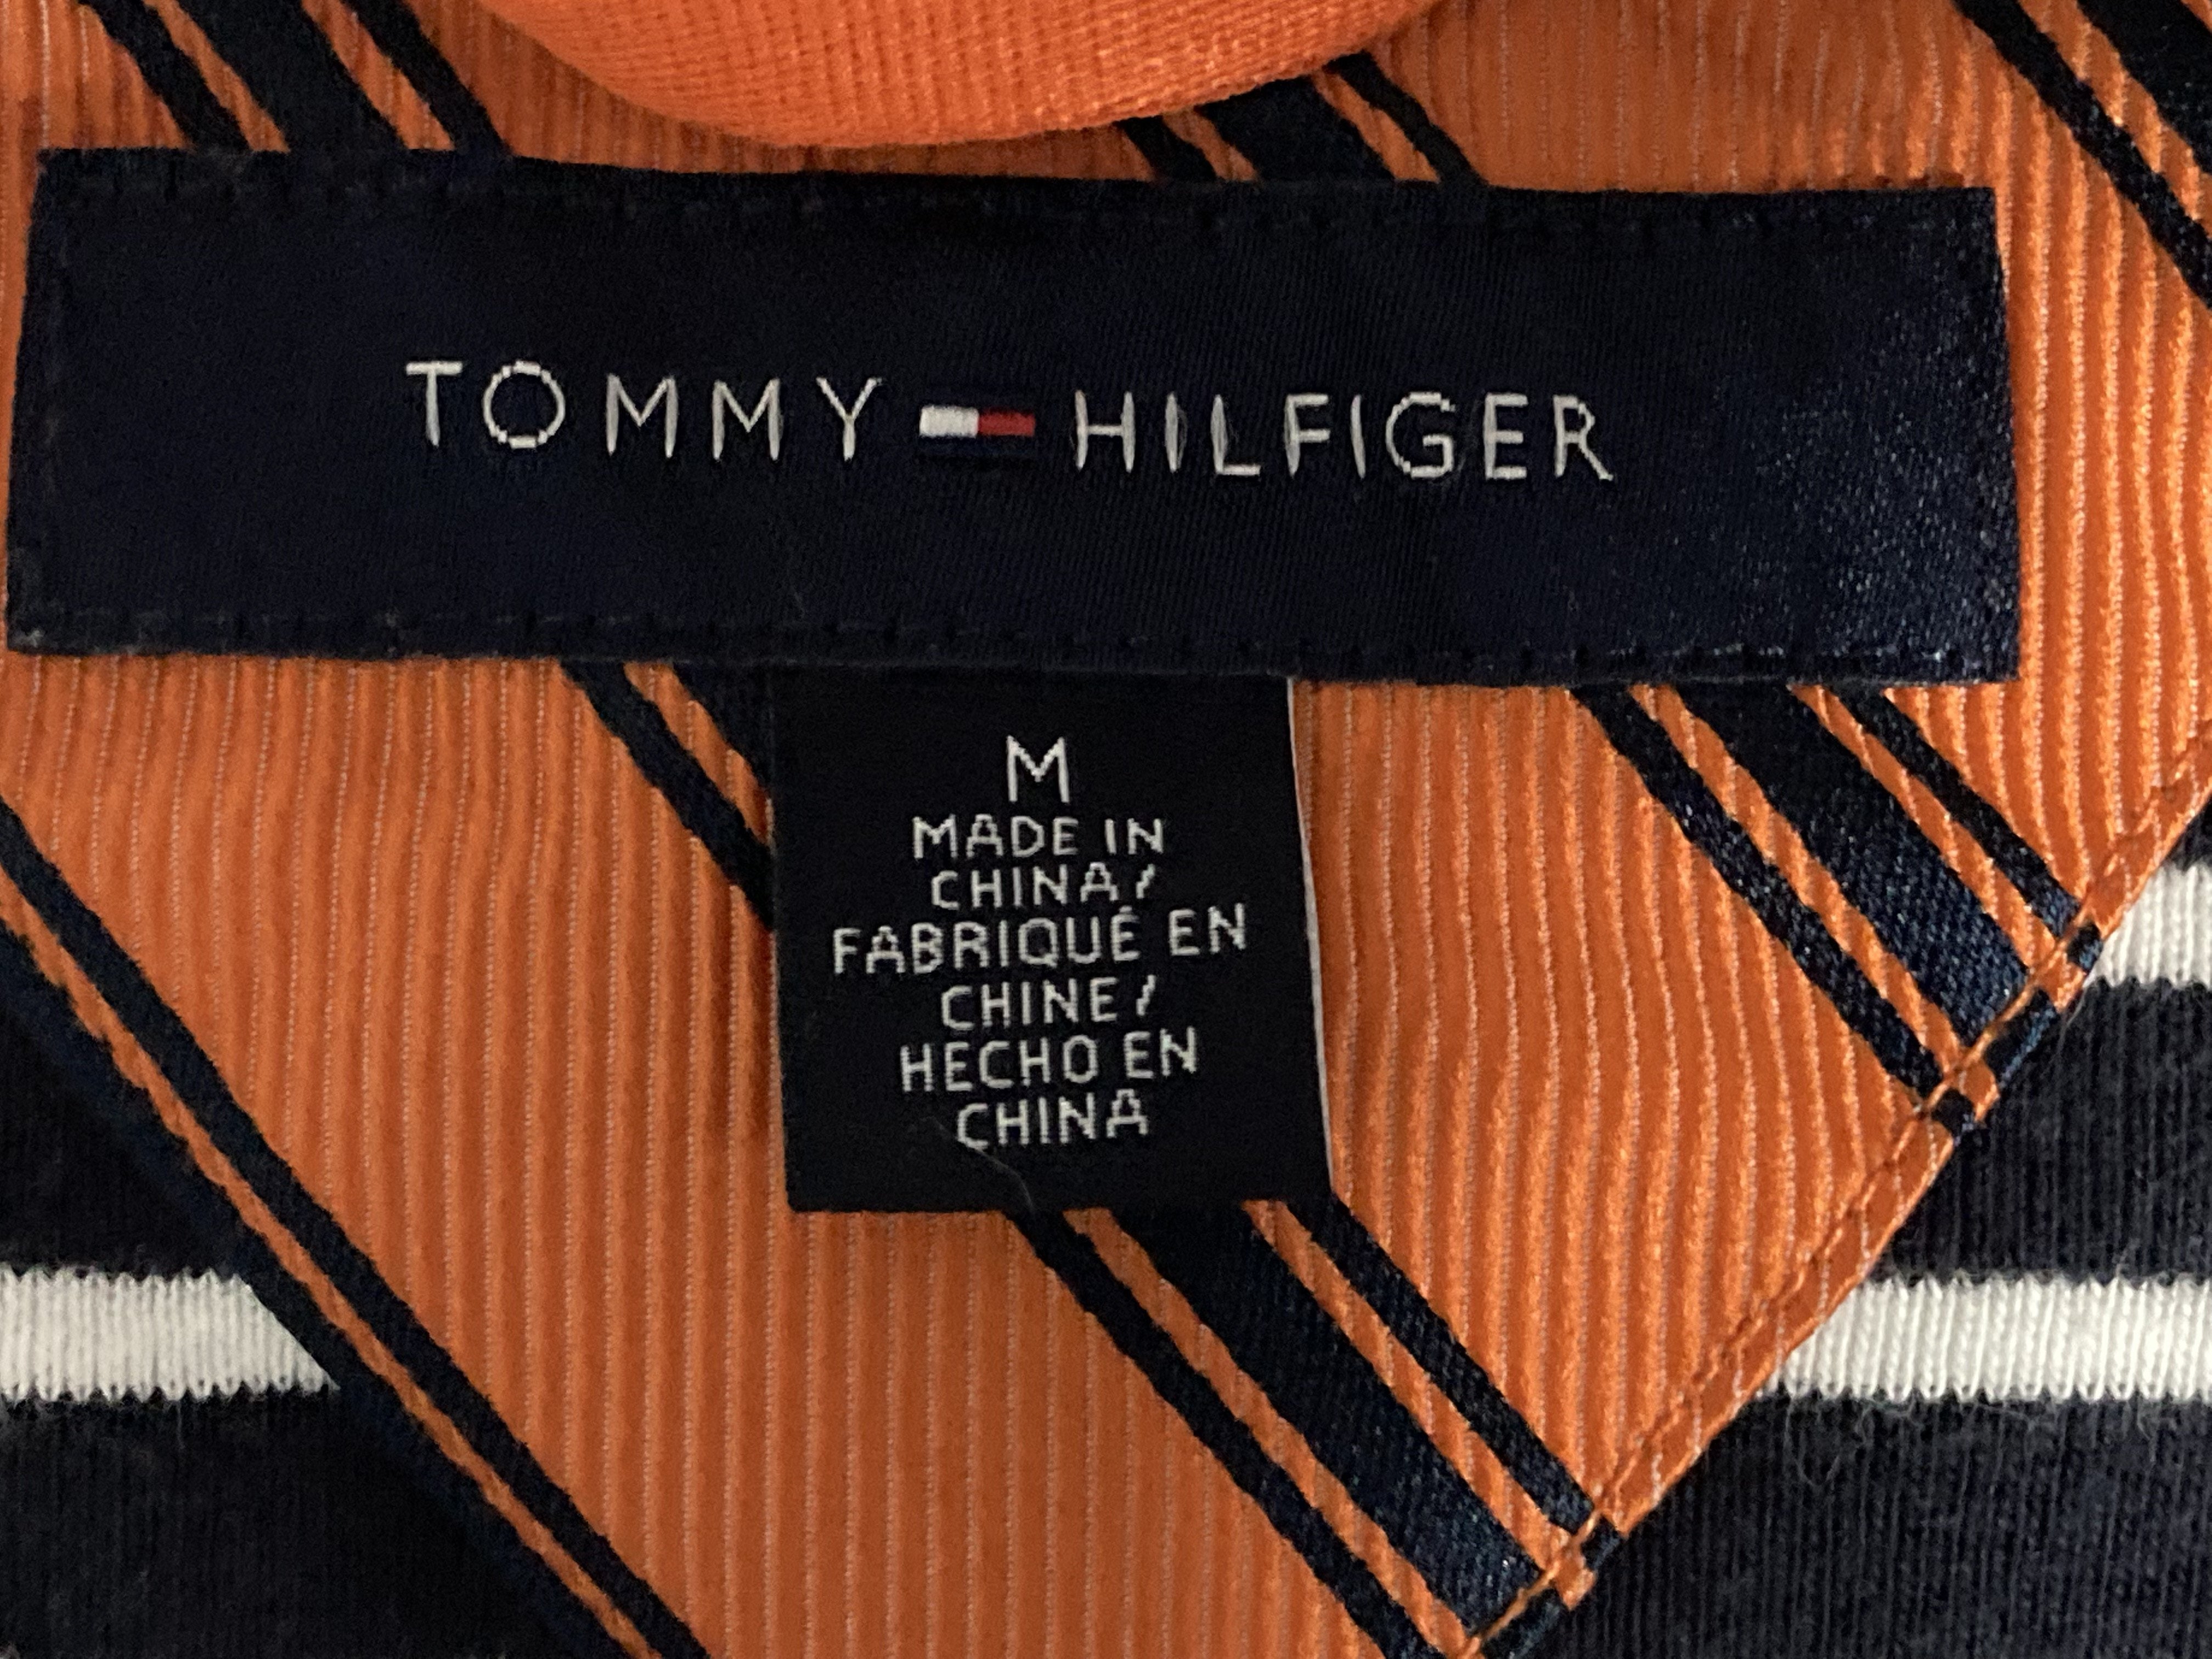 TOMMY HILFIGER
M
MADE IN
CHINA/
FABRIQUÉ EN
CHINE/
HECHO EN
CHINA